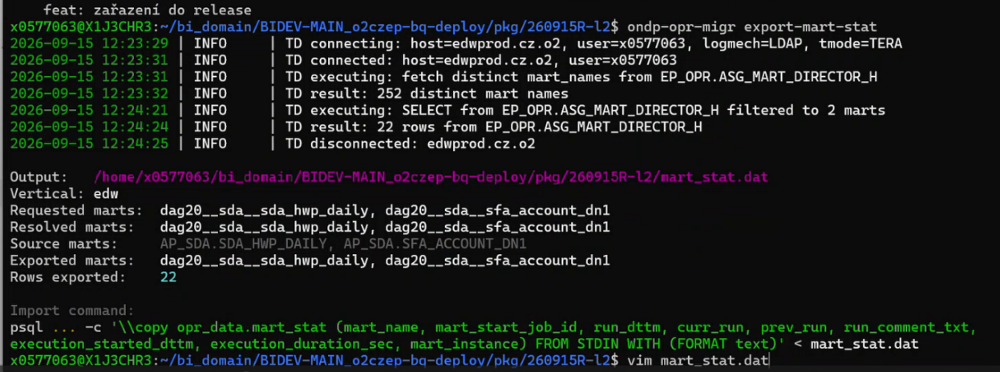 feat: zařazení do release
x0577063@X1J3CHR3:~/bi_domain/BIDEV-MAIN_o2czep-bq-deploy/pkg/260915R-l2$ ondp-opr-migr export-mart-stat
2026-09-15 12:23:29 | INFO     | TD connecting: host=edwprod.cz.o2, user=x0577063, logmech=LDAP, tmode=TERA
2026-09-15 12:23:31 | INFO     | TD connected: host=edwprod.cz.o2, user=x0577063
2026-09-15 12:23:31 | INFO     | TD executing: fetch distinct mart_names from EP_OPR.ASG_MART_DIRECTOR_H
2026-09-15 12:23:32 | INFO     | TD result: 252 distinct mart names
2026-09-15 12:24:21 | INFO     | TD executing: SELECT from EP_OPR.ASG_MART_DIRECTOR_H filtered to 2 marts
2026-09-15 12:24:24 | INFO     | TD result: 22 rows from EP_OPR.ASG_MART_DIRECTOR_H
2026-09-15 12:24:25 | INFO     | TD disconnected: edwprod.cz.o2
Output:   /home/x0577063/bi_domain/BIDEV-MAIN_o2czep-bq-deploy/pkg/260915R-l2/mart_stat.dat
Vertical: edw
Requested marts:  dag20__sda__sda_hwp_daily, dag20__sda__sfa_account_dn1
Resolved marts:   dag20__sda__sda_hwp_daily, dag20__sda__sfa_account_dn1
Source marts:     AP_SDA.SDA_HWP_DAILY, AP_SDA.SFA_ACCOUNT_DN1
Exported marts:   dag20__sda__sda_hwp_daily, dag20__sda__sfa_account_dn1
Rows exported:    22
Import command:
psql ... -c '\\copy opr_data.mart_stat (mart_name, mart_start_job_id, run_dttm, curr_run, prev_run, run_comment_txt,
execution_started_dttm, execution_duration_sec, mart_instance) FROM STDIN WITH (FORMAT text)' < mart_stat.dat
x0577063@X1J3CHR3:~/bi_domain/BIDEV-MAIN_o2czep-bq-deploy/pkg/260915R-l2$ vim mart_stat.dat